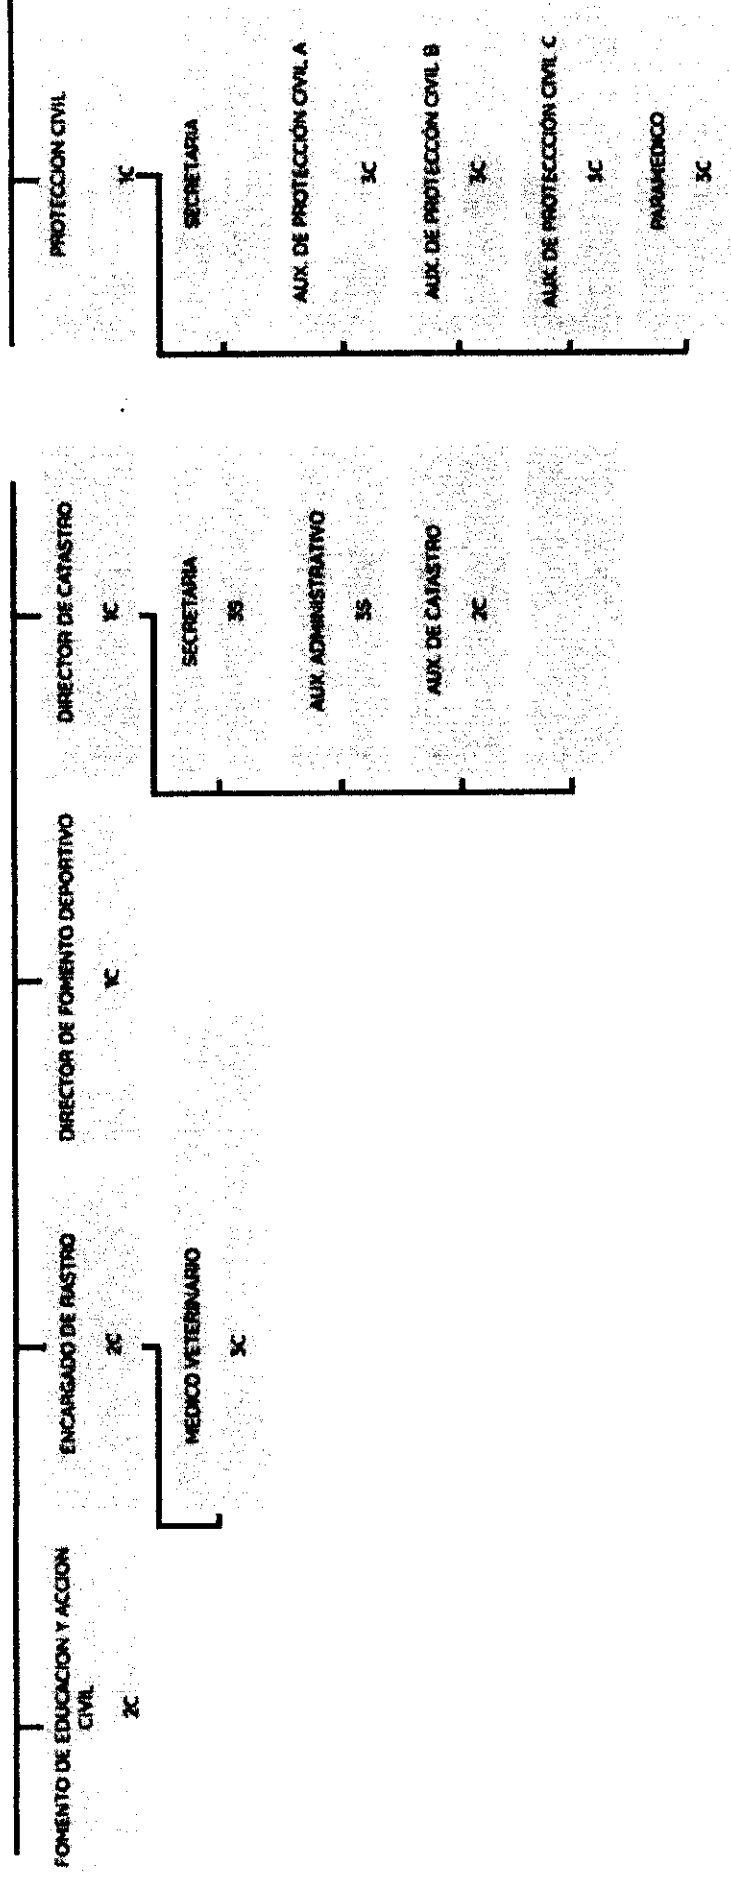 FOMENTO DE EDUCACION Y ACCION
CIVIL
2C
ENCARGADO DE RASTRO
2C
MEDICO VETERINARIO
3C
DIRECTOR DE FOMENTO DEPORTIVO
1C
DIRECTOR DE CATASTRO
1C
SECRETARIA
3S
AUX. ADMINISTRATIVO
3S
AUX. DE CATASTRO
2C
PROTECCION CIVIL
1C
SECRETARIA
AUX. DE PROTECCIÓN CIVIL A
3C
AUX. DE PROTECCÓN CIVIL B
3C
AUX. DE PROTECCCIÓN CIVIL C
3C
PARAMEDICO
3C